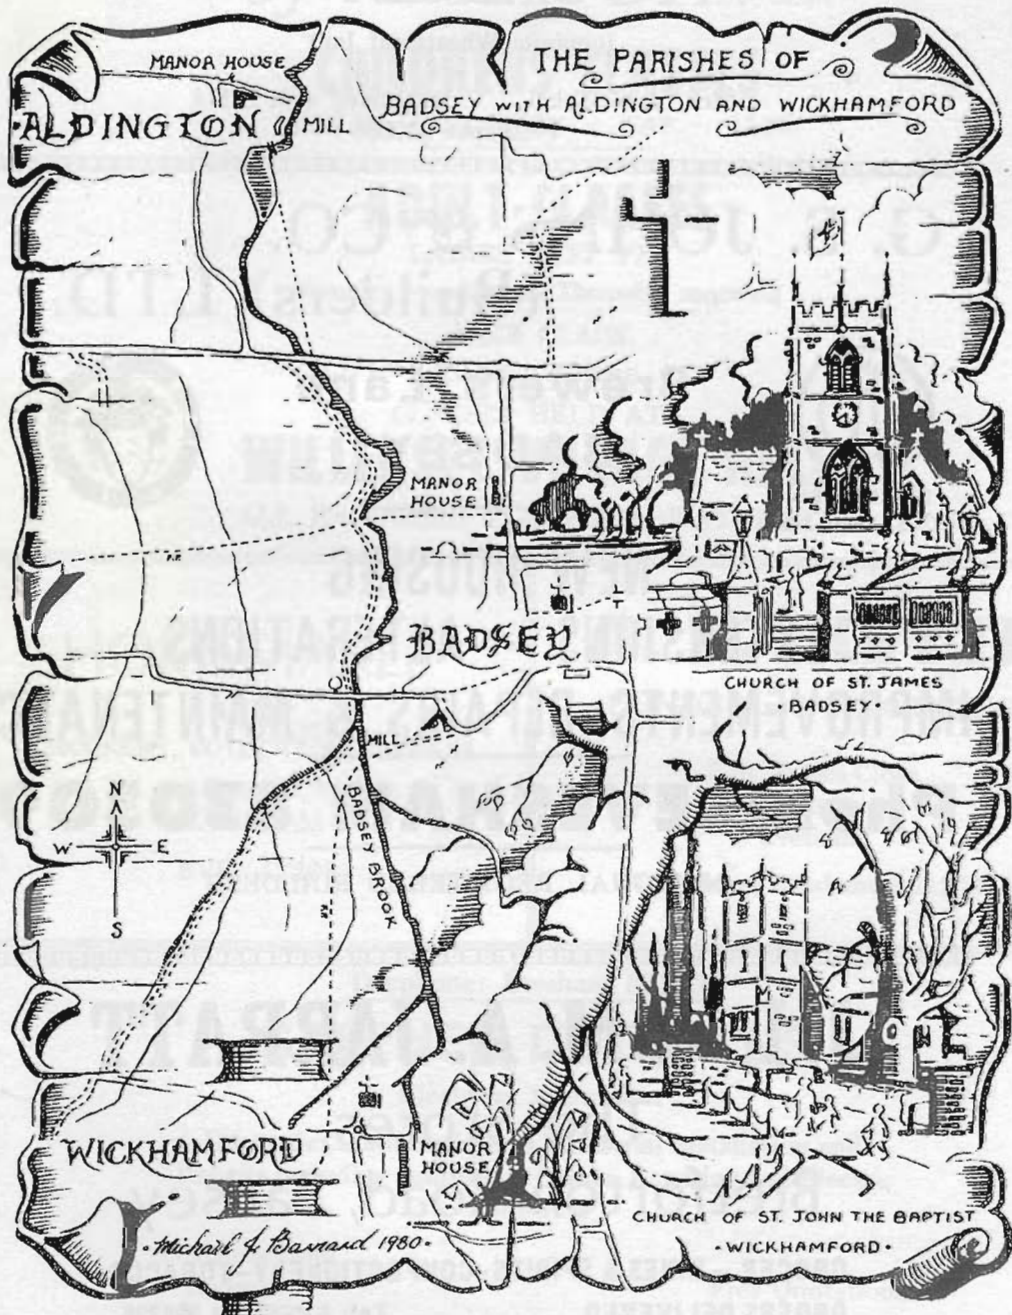 THE PARISHES OF
BADSEY WITH ALDINGTON AND WICKHAMFORD
MANOR HOUSE
ALDINGTON
MILL
MANOR
HOUSE
BADSEY
CHURCH OF ST. JAMES
· BADSEY ·
MILL
BADSEY BROOK
N
W E
S
WICKHAMFORD
MANOR
HOUSE
CHURCH OF ST. JOHN THE BAPTIST
· WICKHAMFORD ·
· Michael J. Barnard 1980 ·